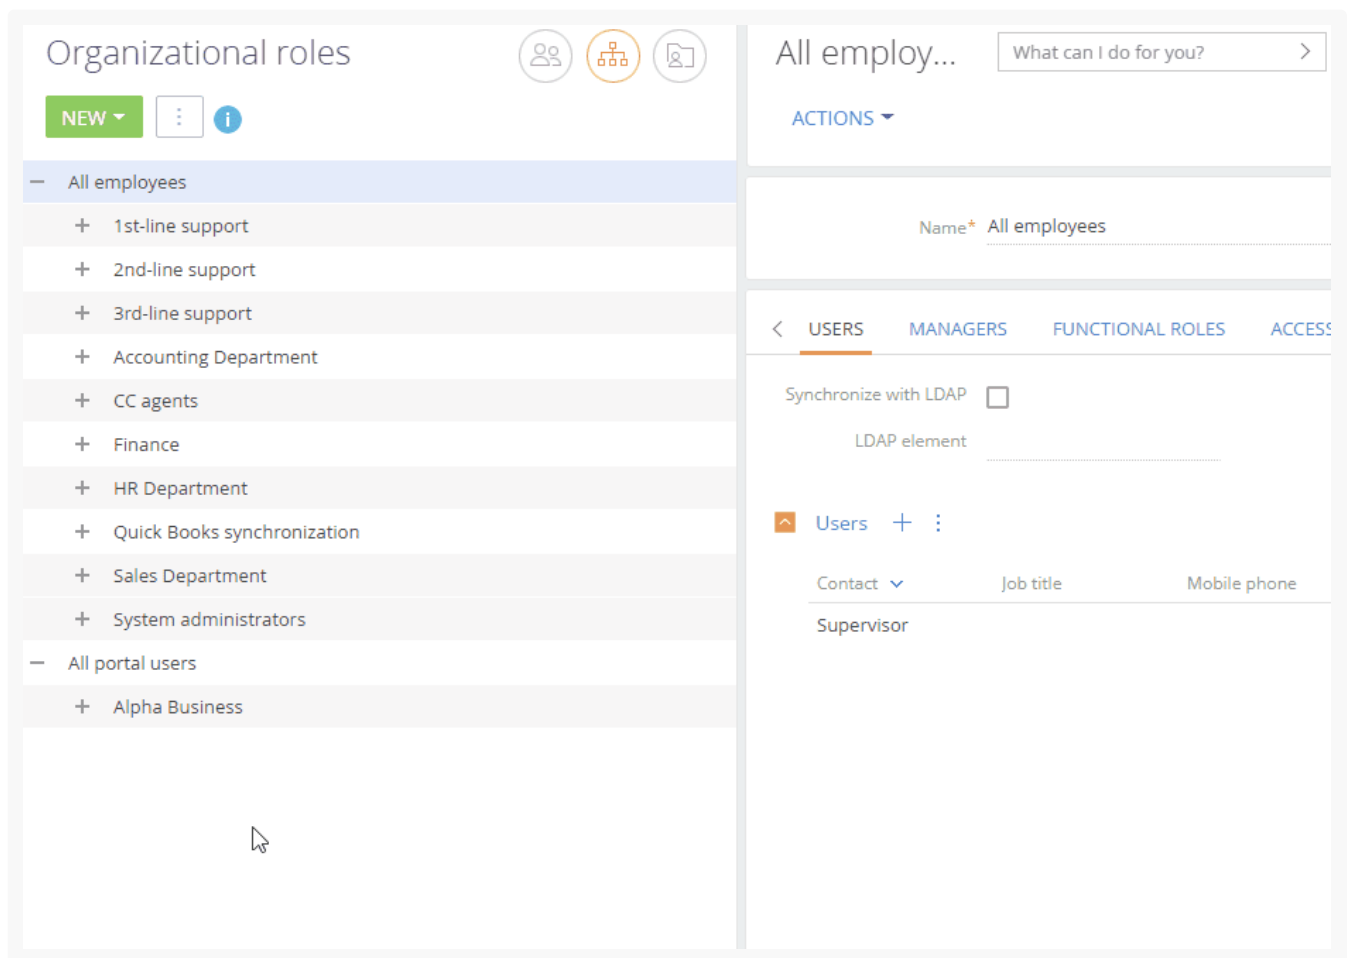 Organizational roles
NEW
i
All employees
1st-line support
2nd-line support
3rd-line support
Accounting Department
CC agents
Finance
HR Department
Quick Books synchronization
Sales Department
System administrators
All portal users
Alpha Business
All employ...
What can I do for you?
ACTIONS
Name* All employees
USERS MANAGERS FUNCTIONAL ROLES ACCESS
Synchronize with LDAP
LDAP element
Users
Contact Job title Mobile phone
Supervisor